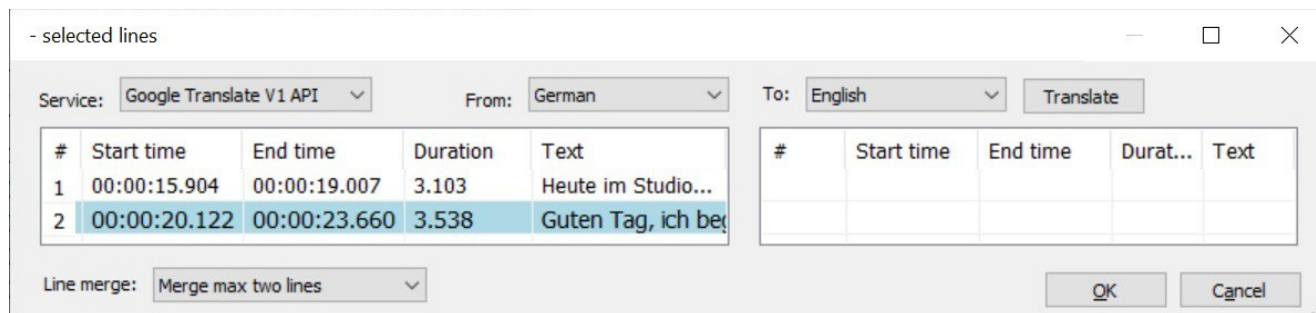 - selected lines
Service: Google Translate V1 API From: German To: English Translate
# Start time End time Duration Text # Start time End time Durat... Text
1 00:00:15.904 00:00:19.007 3.103 Heute im Studio...
2 00:00:20.122 00:00:23.660 3.538 Guten Tag, ich
Line merge: Merge max two lines OK Cancel